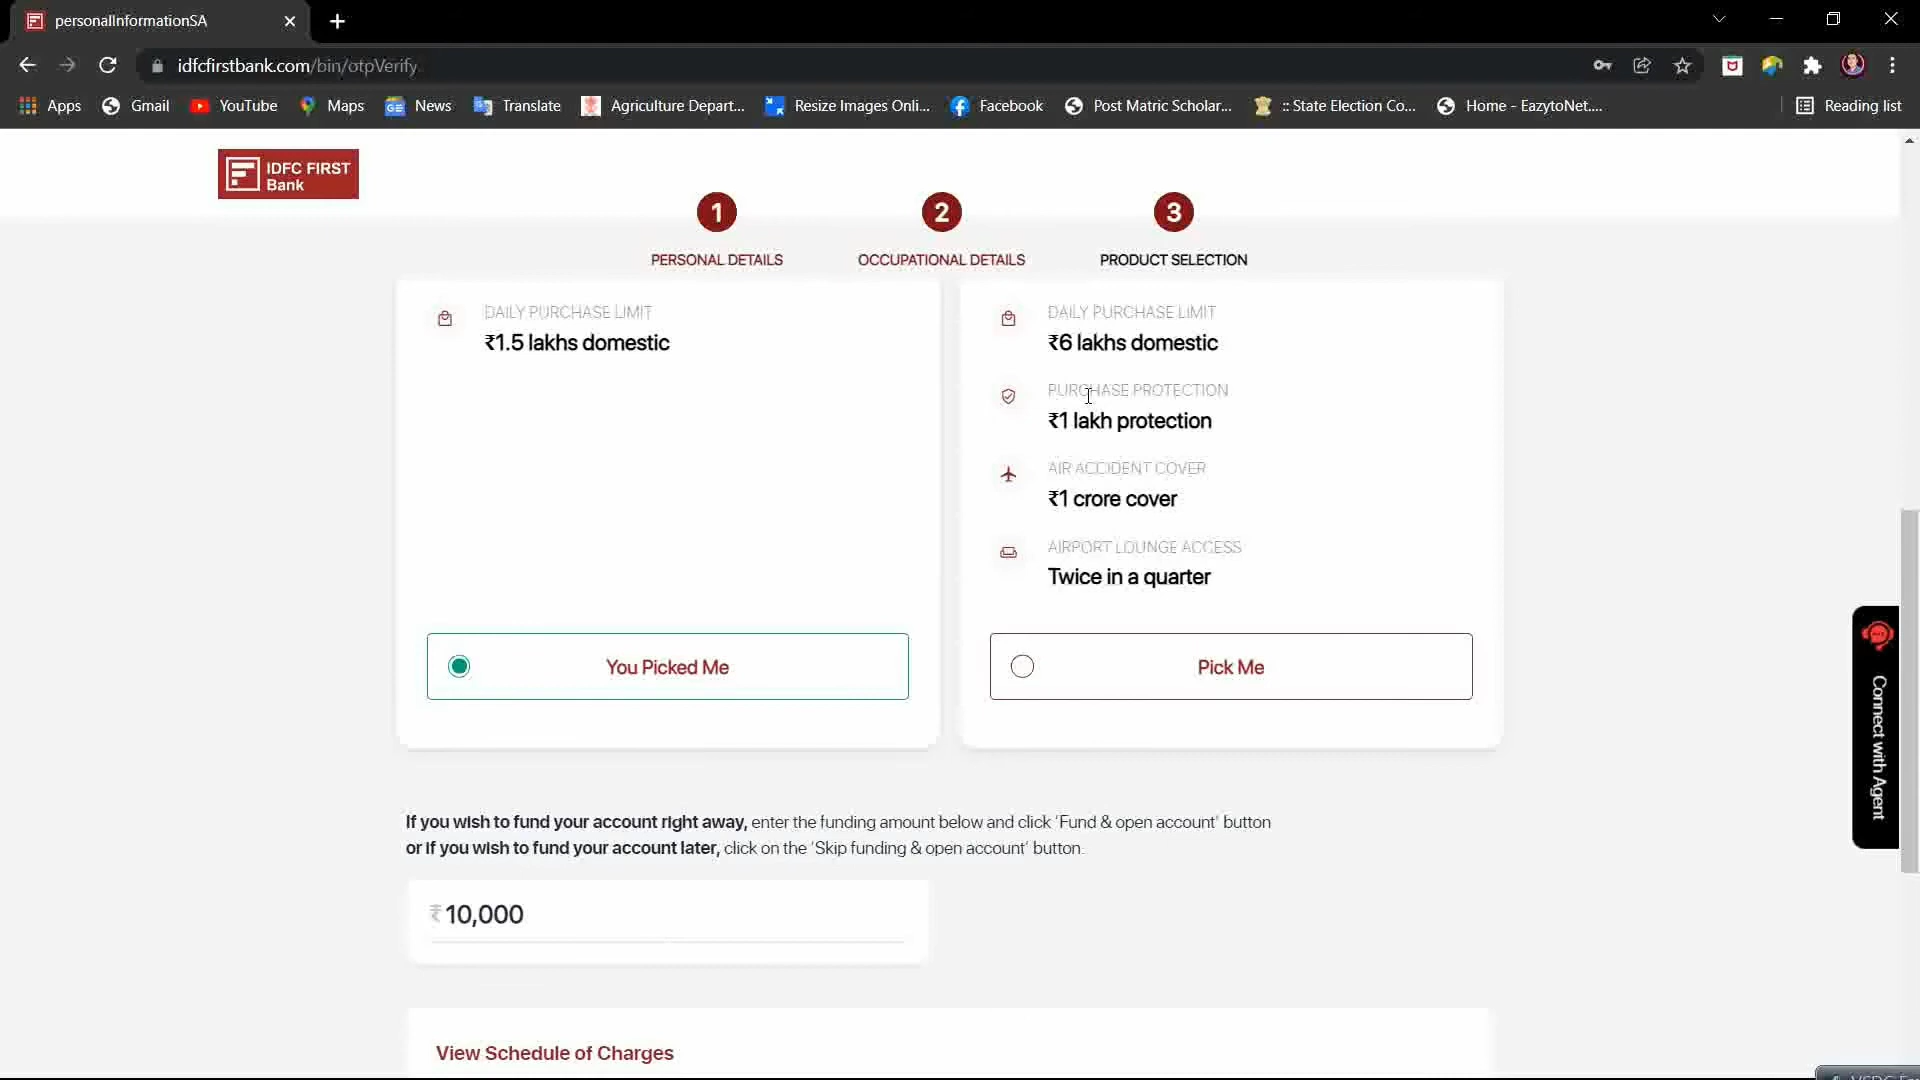 personalInformationSA
idfcfirstbank.com/bin/otpVerify
Apps Gmail YouTube Maps News Translate Agriculture Depart... Resize Images Onli... Facebook Post Matric Scholar... :: State Election Co... Home - EazytoNet.... Reading list
IDFC FIRST
Bank
1 2 3
PERSONAL DETAILS OCCUPATIONAL DETAILS PRODUCT SELECTION
DAILY PURCHASE LIMIT
₹1.5 lakhs domestic
You Picked Me
DAILY PURCHASE LIMIT
₹6 lakhs domestic
PURCHASE PROTECTION
₹1 lakh protection
AIR ACCIDENT COVER
₹1 crore cover
AIRPORT LOUNGE ACCESS
Twice in a quarter
Pick Me
Connect with Agent
If you wish to fund your account right away, enter the funding amount below and click 'Fund & open account' button
or if you wish to fund your account later, click on the 'Skip funding & open account' button.
₹ 10,000
View Schedule of Charges